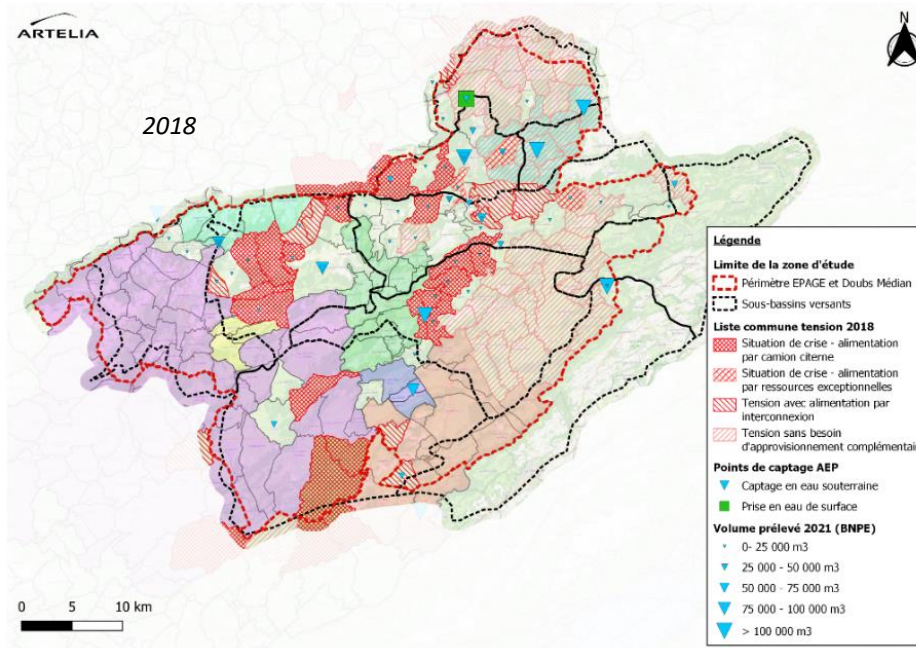 ARTELIA
N
2018
Légende
Limite de la zone d'étude
Périmètre EPAGE et Doubs Médian
Sous-bassins versants
Liste commune tension 2018
Situation de crise - alimentation
par camion citerne
Situation de crise - alimentation
par ressources exceptionnelles
Tension avec alimentation par
interconnexion
Tension sans besoin
d'approvisionnement complémentai
Points de captage AEP
Captage en eau souterraine
Prise en eau de surface
Volume prélevé 2021 (BNPE)
0- 25 000 m3
25 000 - 50 000 m3
50 000 - 75 000 m3
75 000 - 100 000 m3
> 100 000 m3
0 5 10 km